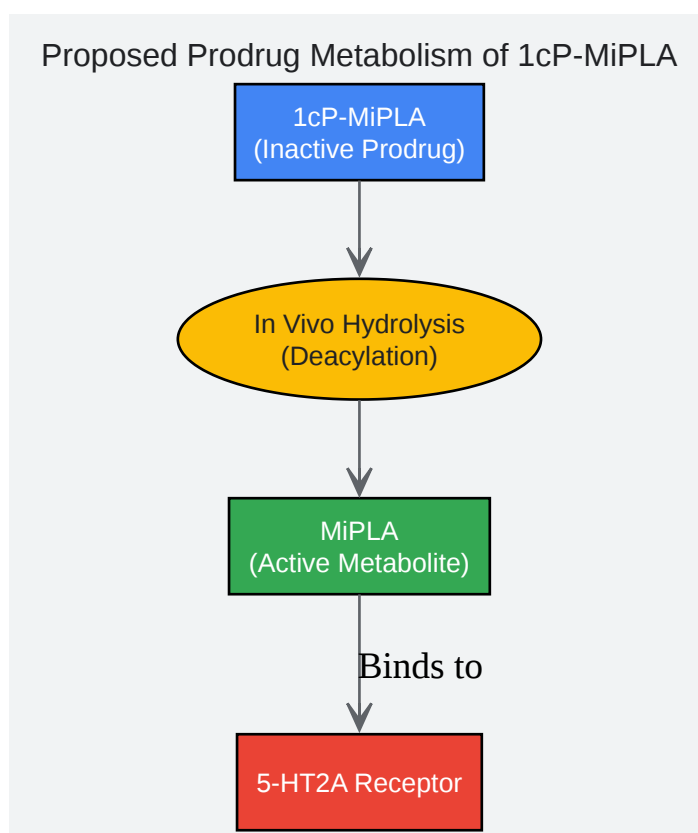 Proposed Prodrug Metabolism of 1cP-MiPLA
1cP-MiPLA
(Inactive Prodrug)
In Vivo Hydrolysis
(Deacylation)
MiPLA
(Active Metabolite)
Binds to
5-HT2A Receptor